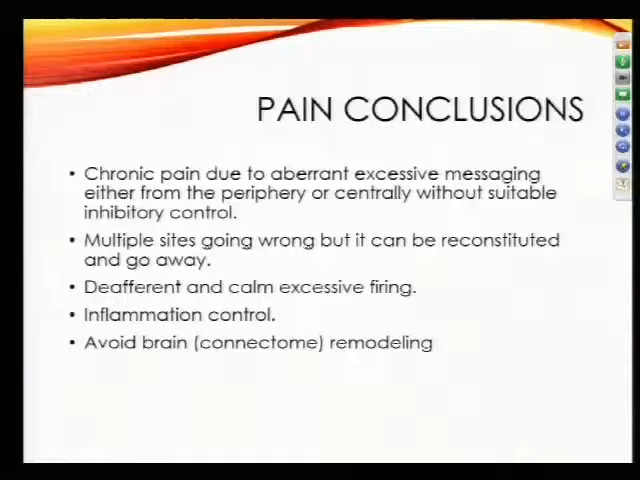 PAIN CONCLUSIONS
• Chronic pain due to aberrant excessive messaging
either from the periphery or centrally without suitable
inhibitory control.
• Multiple sites going wrong but it can be reconstituted
and go away.
• Deafferent and calm excessive firing.
• Inflammation control.
• Avoid brain (connectome) remodeling